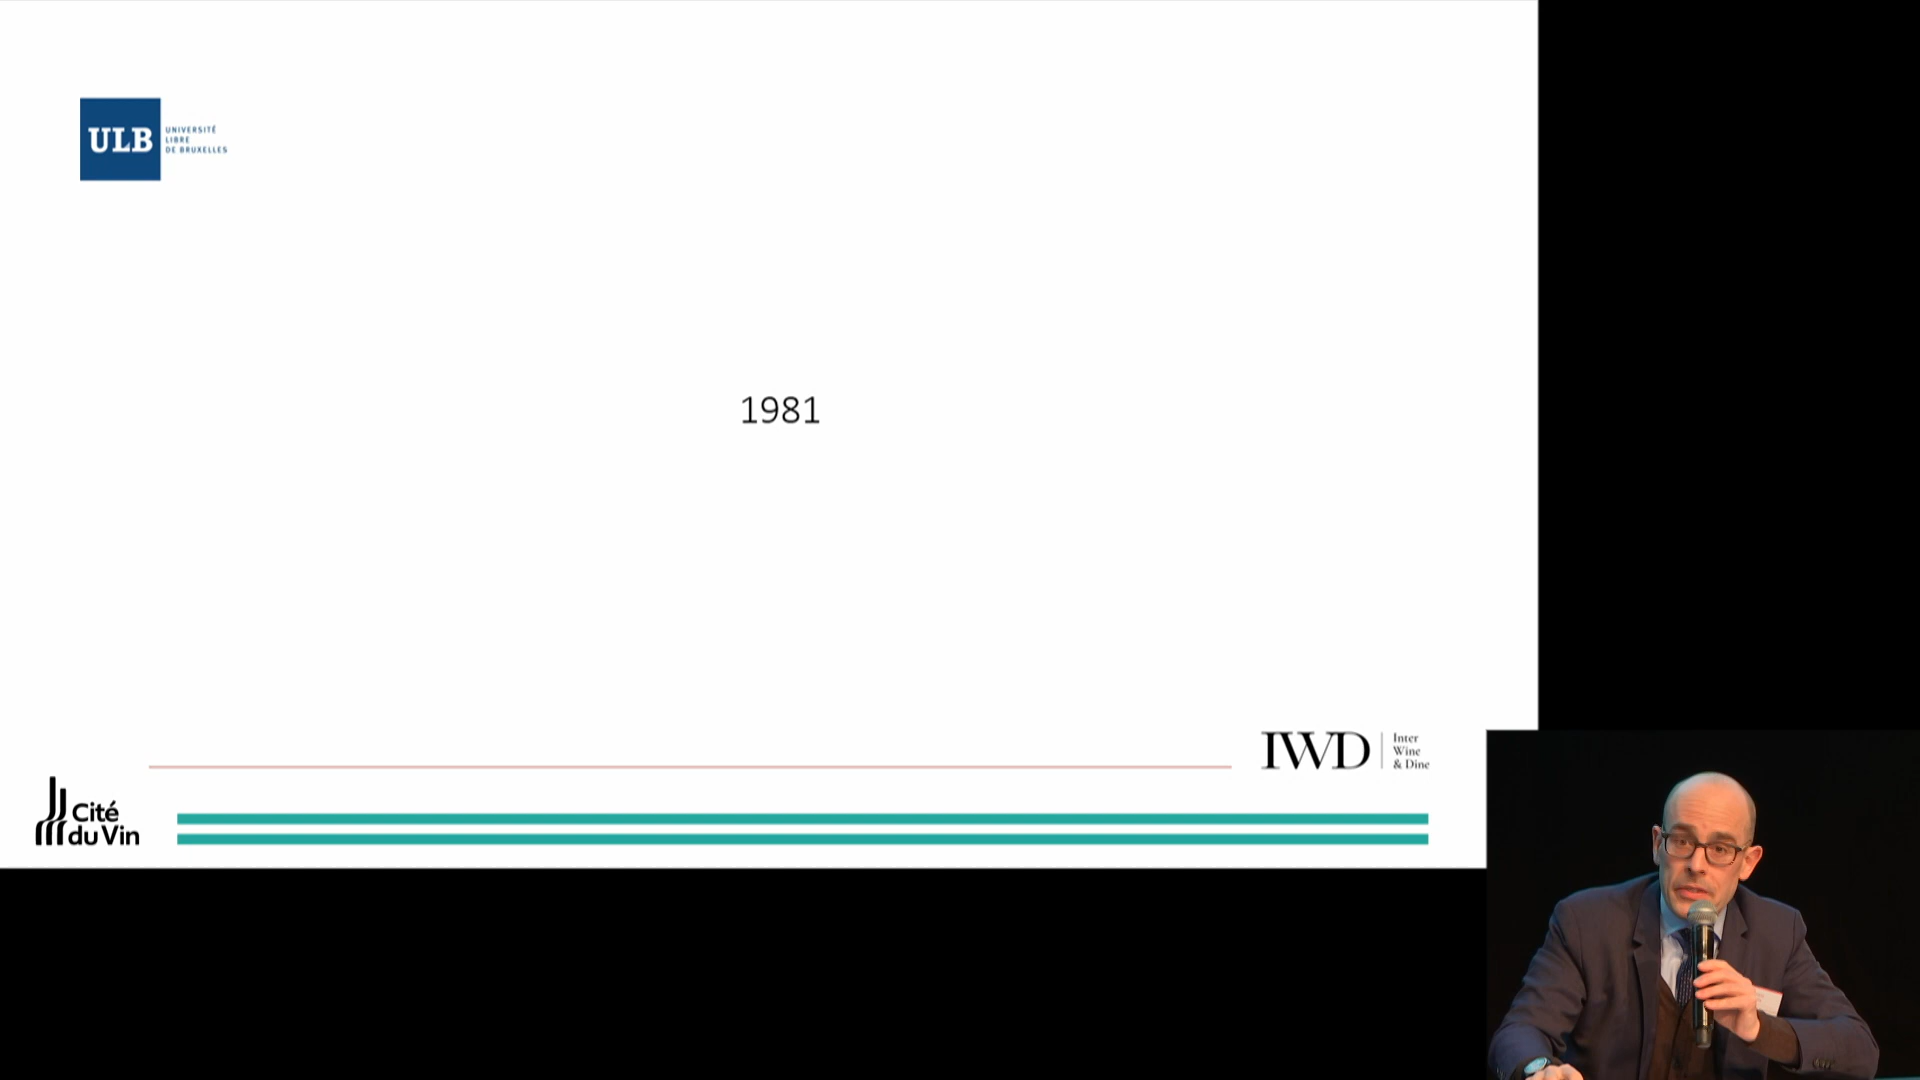 ULB
UNIVERSITÉ
LIBRE
DE BRUXELLES
1981
IWD
Inter
Wine
& Dine
Cité
du Vin